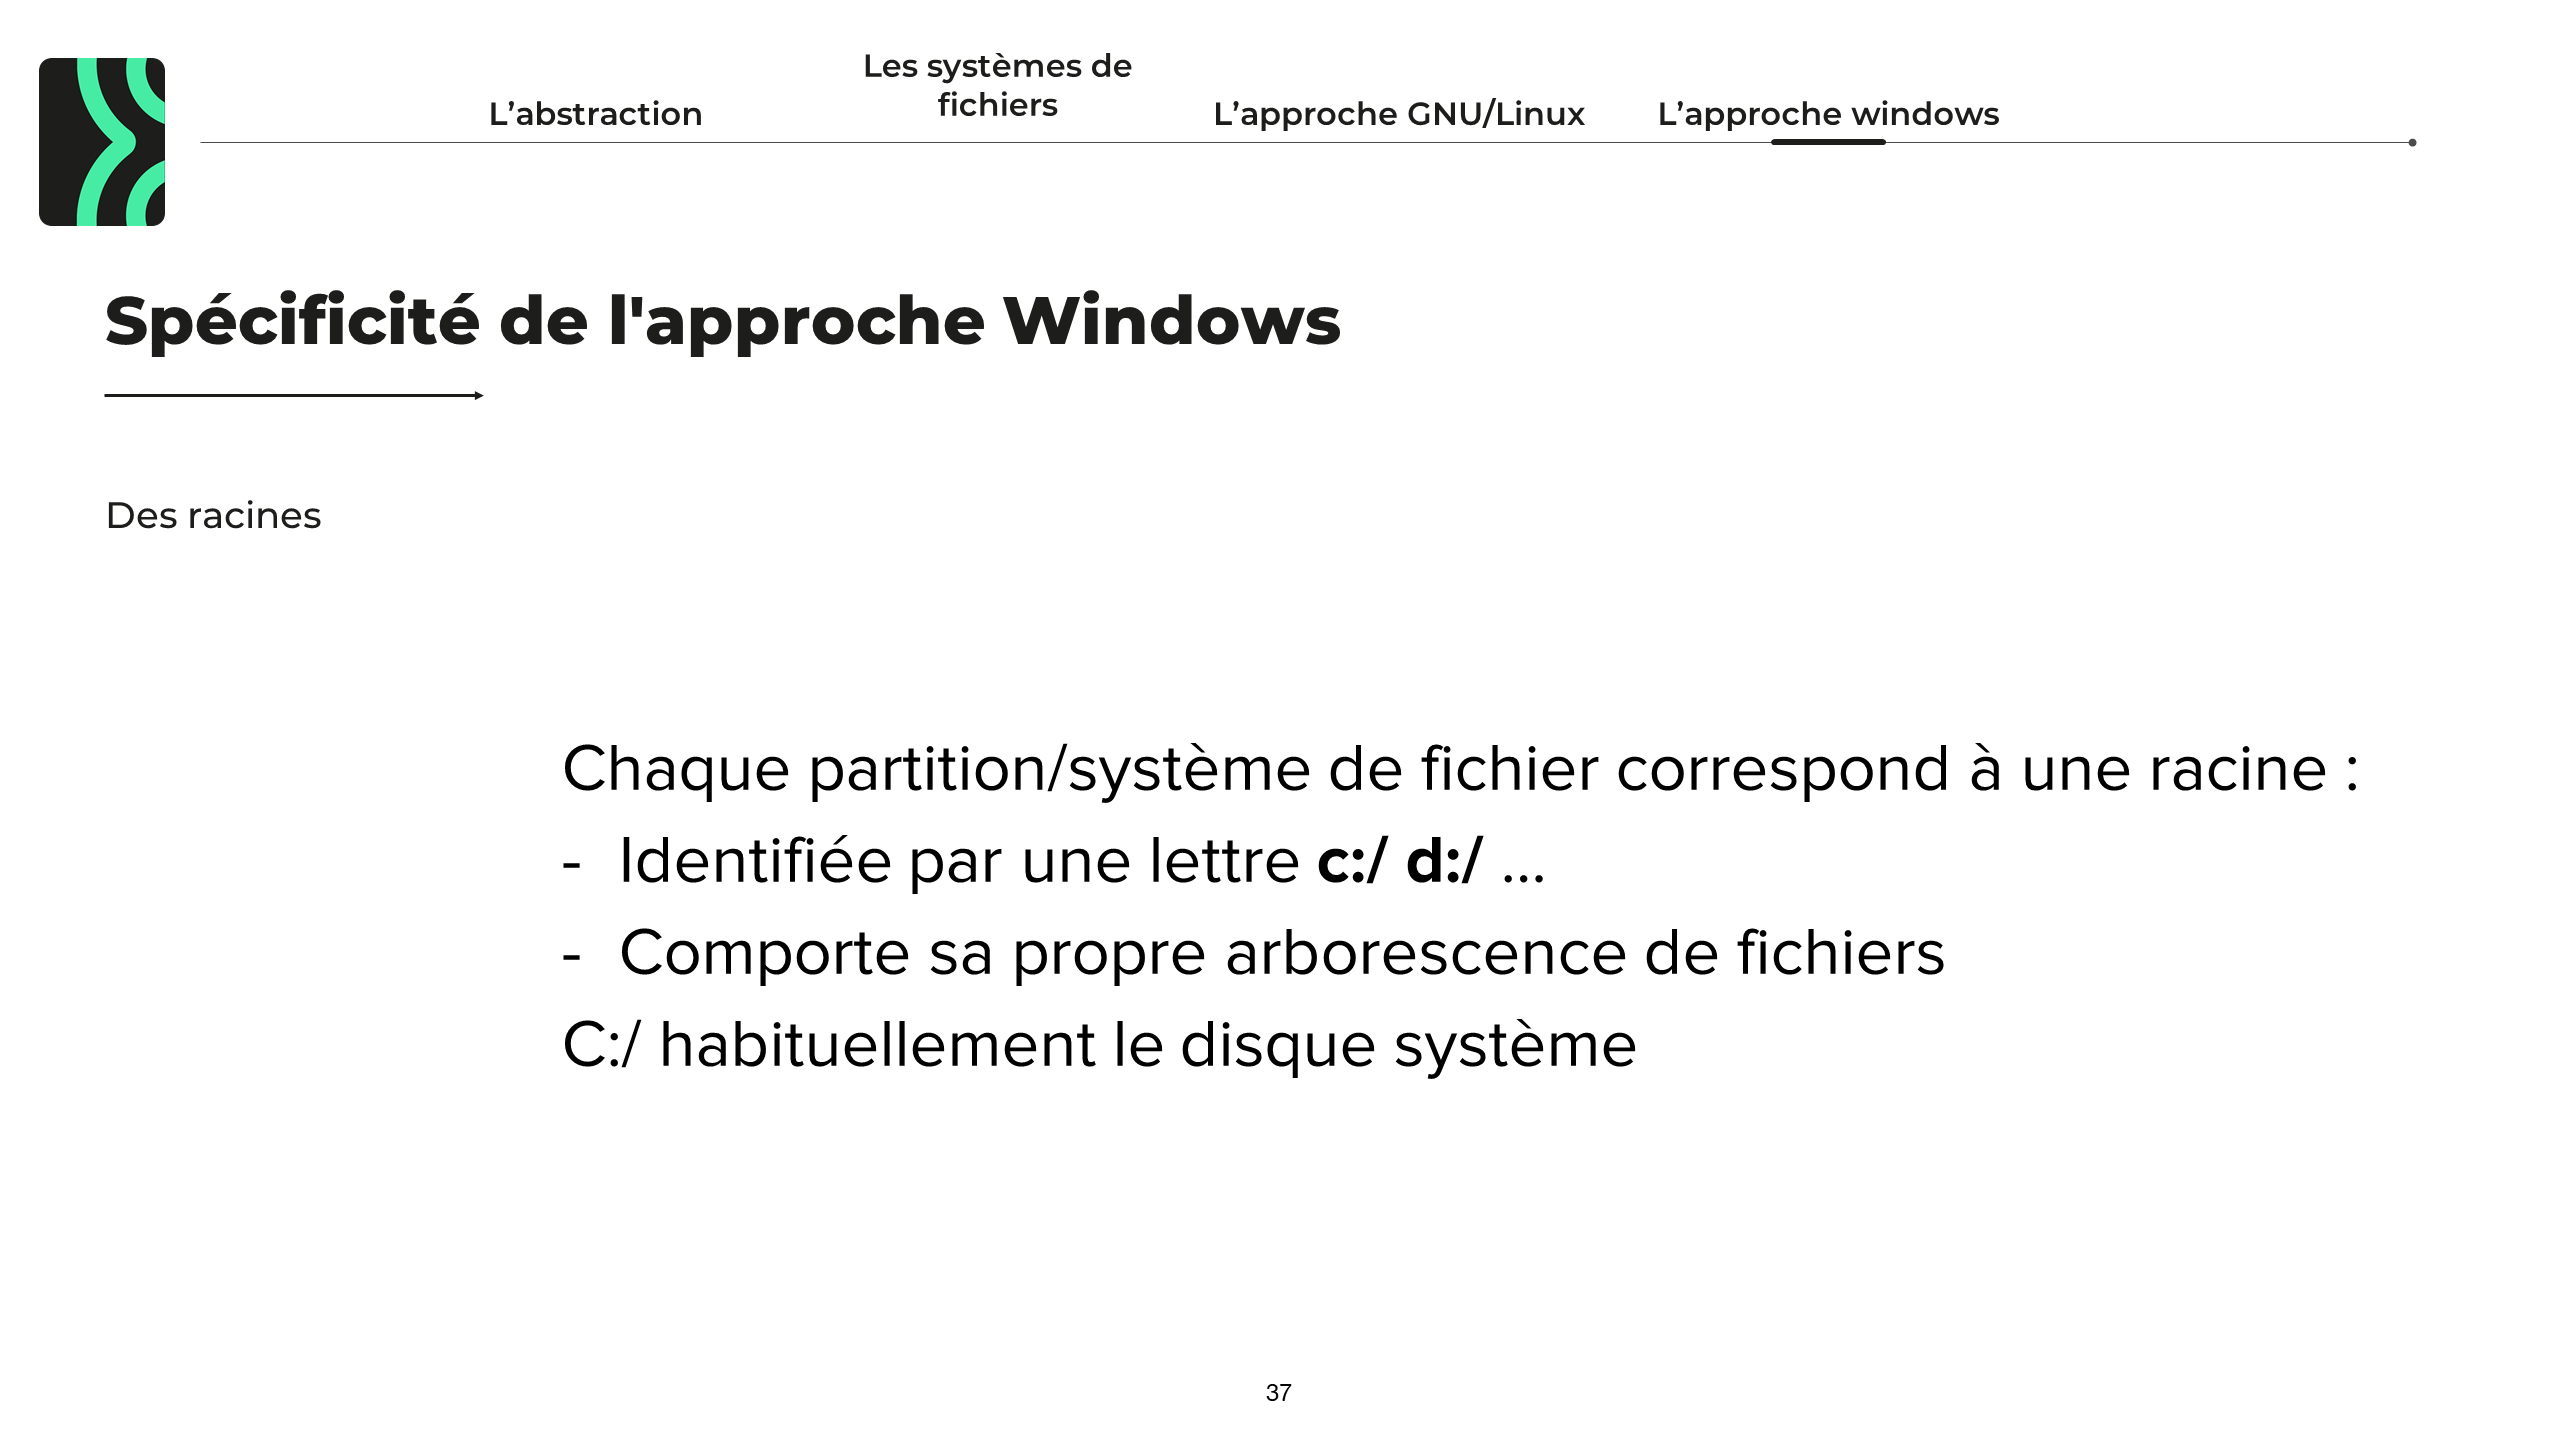 L’abstraction
Les systèmes de
fichiers
L’approche GNU/Linux
L’approche windows
Spécificité de l'approche Windows
Des racines
Chaque partition/système de fichier correspond à une racine :
- Identifiée par une lettre c:/ d:/ ...
- Comporte sa propre arborescence de fichiers
C:/ habituellement le disque système
37